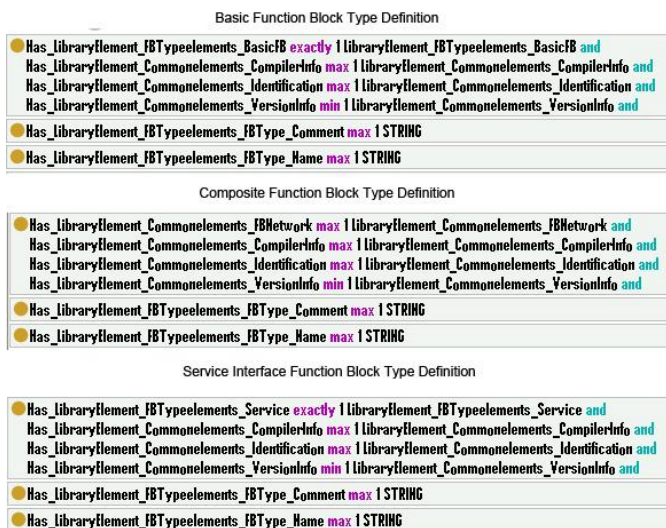 Basic Function Block Type Definition
Has_LibraryElement_FBTypeelements_BasicFB exactly 1 LibraryElement_FBTypeelements_BasicFB and
Has_LibraryElement_Commonelements_CompilerInfo max 1 LibraryElement_Commonelements_CompilerInfo and
Has_LibraryElement_Commonelements_Identification max 1 LibraryElement_Commonelements_Identification and
Has_LibraryElement_Commonelements_VersionInfo min 1 LibraryElement_Commonelements_VersionInfo and
Has_LibraryElement_FBTypeelements_FBType_Comment max 1 STRING
Has_LibraryElement_FBTypeelements_FBType_Name max 1 STRING
Composite Function Block Type Definition
Has_LibraryElement_Commonelements_FBNetwork max 1 LibraryElement_Commonelements_FBNetwork and
Has_LibraryElement_Commonelements_CompilerInfo max 1 LibraryElement_Commonelements_CompilerInfo and
Has_LibraryElement_Commonelements_Identification max 1 LibraryElement_Commonelements_Identification and
Has_LibraryElement_Commonelements_VersionInfo min 1 LibraryElement_Commonelements_VersionInfo and
Has_LibraryElement_FBTypeelements_FBType_Comment max 1 STRING
Has_LibraryElement_FBTypeelements_FBType_Name max 1 STRING
Service Interface Function Block Type Definition
Has_LibraryElement_FBTypeelements_Service exactly 1 LibraryElement_FBTypeelements_Service and
Has_LibraryElement_Commonelements_CompilerInfo max 1 LibraryElement_Commonelements_CompilerInfo and
Has_LibraryElement_Commonelements_Identification max 1 LibraryElement_Commonelements_Identification and
Has_LibraryElement_Commonelements_VersionInfo min 1 LibraryElement_Commonelements_VersionInfo and
Has_LibraryElement_FBTypeelements_FBType_Comment max 1 STRING
Has_LibraryElement_FBTypeelements_FBType_Name max 1 STRING